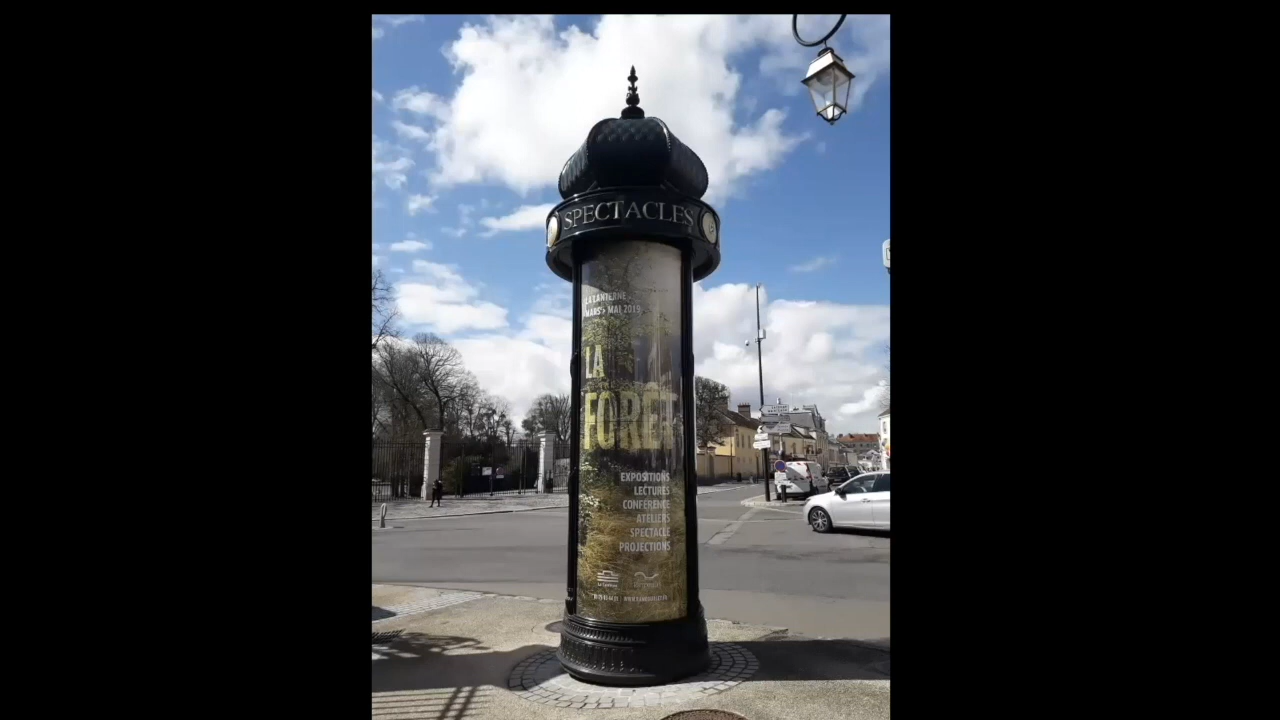 SPECTACLES
LA LANTERNE
MARS > MAI 2019
LA
FORÊT
EXPOSITIONS
LECTURES
CONFÉRENCE
ATELIERS
SPECTACLE
PROJECTIONS